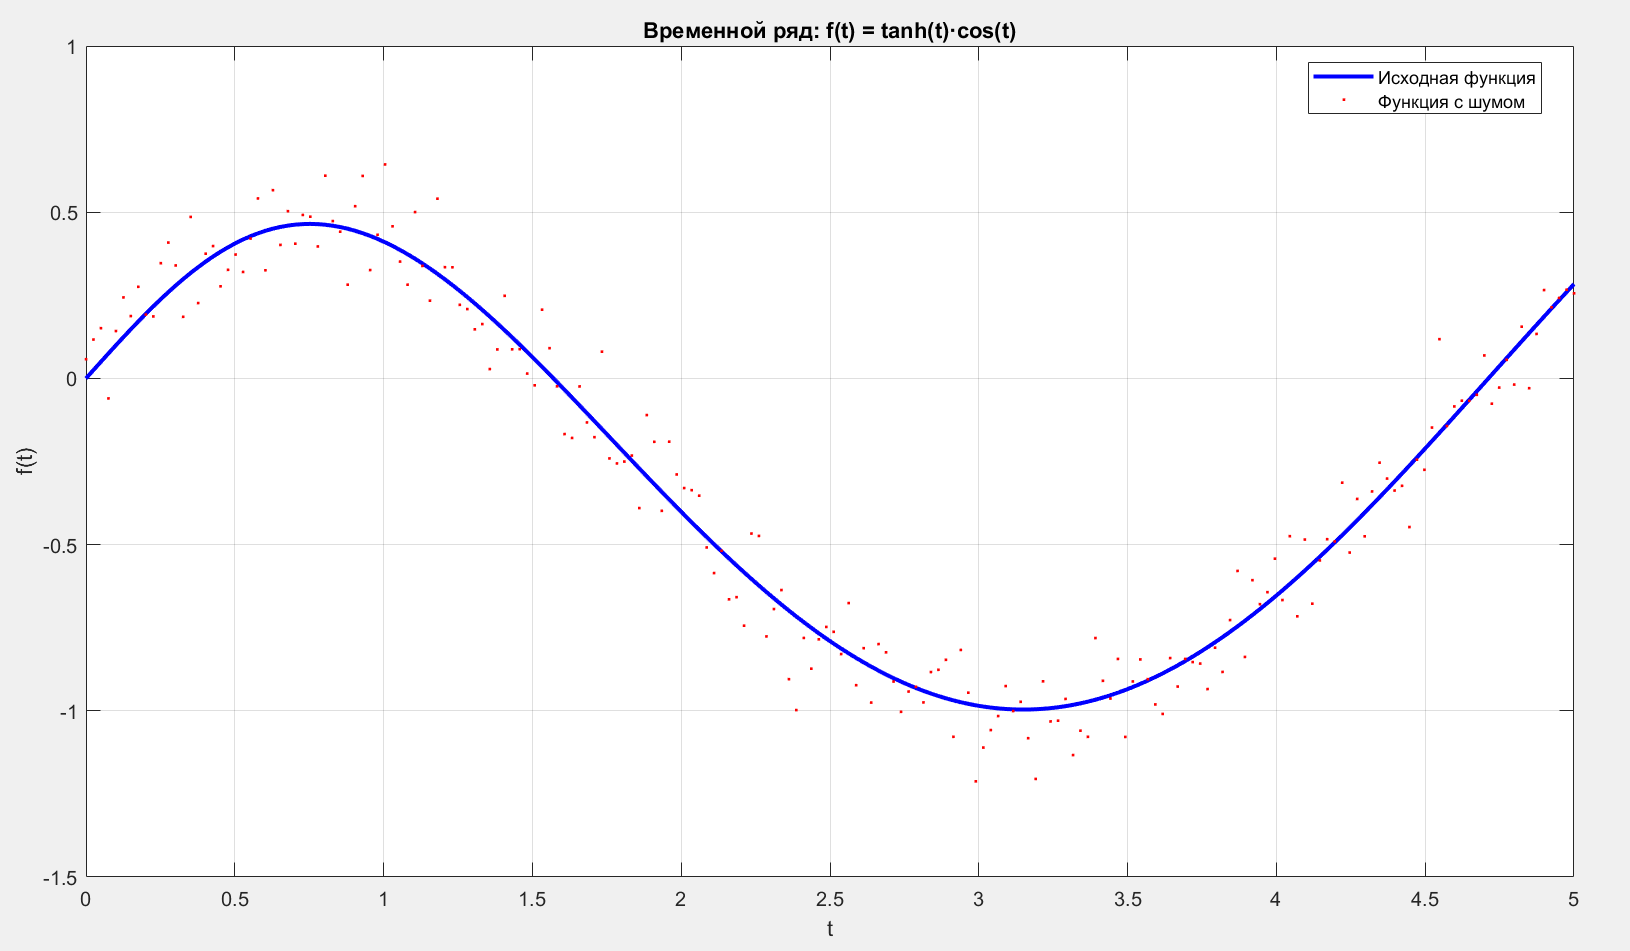 Временной ряд: f(t) = tanh(t)·cos(t)
Исходная функция
Функция с шумом
1
0.5
0
-0.5
-1
-1.5
f(t)
0 0.5 1 1.5 2 2.5 3 3.5 4 4.5 5
t